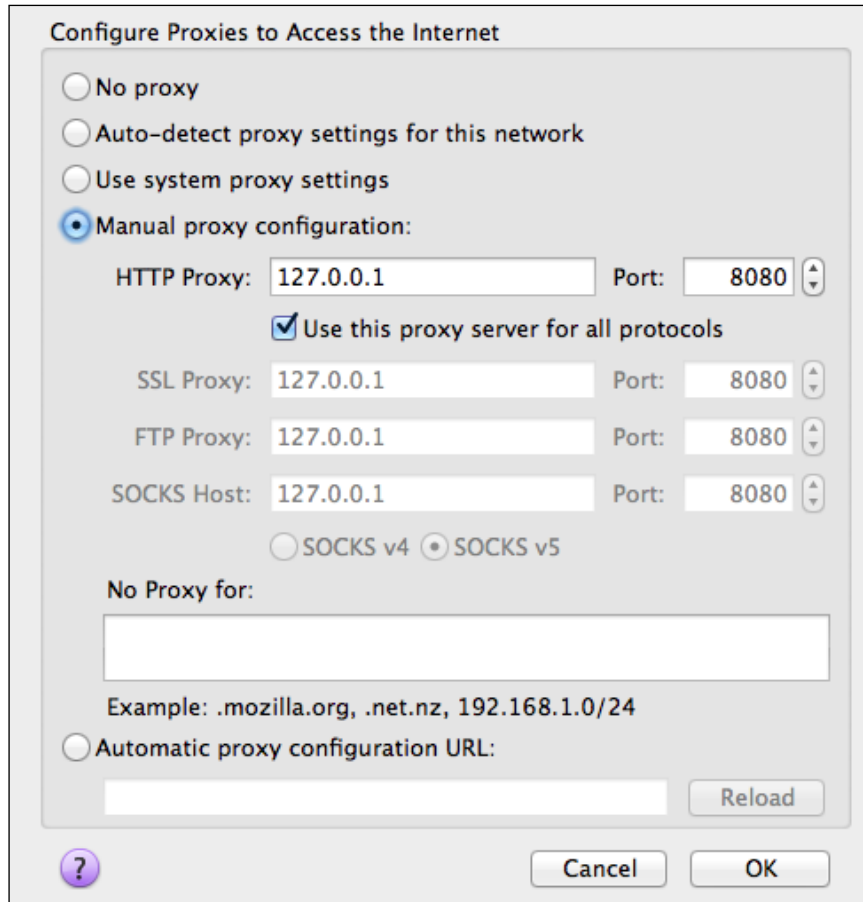 Configure Proxies to Access the Internet
No proxy
Auto-detect proxy settings for this network
Use system proxy settings
Manual proxy configuration:
HTTP Proxy: 127.0.0.1 Port: 8080
Use this proxy server for all protocols
SSL Proxy: 127.0.0.1 Port: 8080
FTP Proxy: 127.0.0.1 Port: 8080
SOCKS Host: 127.0.0.1 Port: 8080
SOCKS v4 SOCKS v5
No Proxy for:
Example: .mozilla.org, .net.nz, 192.168.1.0/24
Automatic proxy configuration URL:
Reload
? Cancel OK